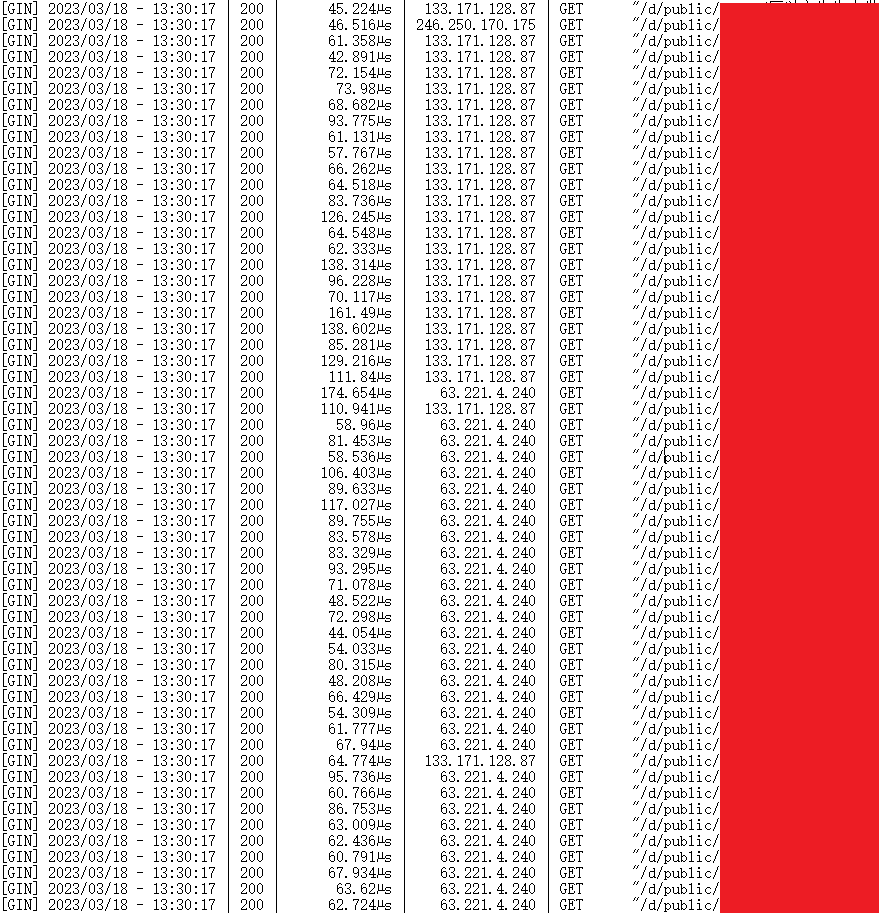 [GIN] 2023/03/18 - 13:30:17 | 200 | 45.224µs | 133.171.128.87 | GET "/d/public/
[GIN] 2023/03/18 - 13:30:17 | 200 | 46.516µs | 246.250.170.175 | GET "/d/public/
[GIN] 2023/03/18 - 13:30:17 | 200 | 61.358µs | 133.171.128.87 | GET "/d/public/
[GIN] 2023/03/18 - 13:30:17 | 200 | 42.891µs | 133.171.128.87 | GET "/d/public/
[GIN] 2023/03/18 - 13:30:17 | 200 | 72.154µs | 133.171.128.87 | GET "/d/public/
[GIN] 2023/03/18 - 13:30:17 | 200 | 73.98µs | 133.171.128.87 | GET "/d/public/
[GIN] 2023/03/18 - 13:30:17 | 200 | 68.682µs | 133.171.128.87 | GET "/d/public/
[GIN] 2023/03/18 - 13:30:17 | 200 | 93.775µs | 133.171.128.87 | GET "/d/public/
[GIN] 2023/03/18 - 13:30:17 | 200 | 61.131µs | 133.171.128.87 | GET "/d/public/
[GIN] 2023/03/18 - 13:30:17 | 200 | 57.767µs | 133.171.128.87 | GET "/d/public/
[GIN] 2023/03/18 - 13:30:17 | 200 | 66.262µs | 133.171.128.87 | GET "/d/public/
[GIN] 2023/03/18 - 13:30:17 | 200 | 64.518µs | 133.171.128.87 | GET "/d/public/
[GIN] 2023/03/18 - 13:30:17 | 200 | 83.736µs | 133.171.128.87 | GET "/d/public/
[GIN] 2023/03/18 - 13:30:17 | 200 | 126.245µs | 133.171.128.87 | GET "/d/public/
[GIN] 2023/03/18 - 13:30:17 | 200 | 64.548µs | 133.171.128.87 | GET "/d/public/
[GIN] 2023/03/18 - 13:30:17 | 200 | 62.333µs | 133.171.128.87 | GET "/d/public/
[GIN] 2023/03/18 - 13:30:17 | 200 | 138.314µs | 133.171.128.87 | GET "/d/public/
[GIN] 2023/03/18 - 13:30:17 | 200 | 96.228µs | 133.171.128.87 | GET "/d/public/
[GIN] 2023/03/18 - 13:30:17 | 200 | 70.117µs | 133.171.128.87 | GET "/d/public/
[GIN] 2023/03/18 - 13:30:17 | 200 | 161.49µs | 133.171.128.87 | GET "/d/public/
[GIN] 2023/03/18 - 13:30:17 | 200 | 138.602µs | 133.171.128.87 | GET "/d/public/
[GIN] 2023/03/18 - 13:30:17 | 200 | 85.281µs | 133.171.128.87 | GET "/d/public/
[GIN] 2023/03/18 - 13:30:17 | 200 | 129.216µs | 133.171.128.87 | GET "/d/public/
[GIN] 2023/03/18 - 13:30:17 | 200 | 111.84µs | 133.171.128.87 | GET "/d/public/
[GIN] 2023/03/18 - 13:30:17 | 200 | 174.654µs | 63.221.4.240 | GET "/d/public/
[GIN] 2023/03/18 - 13:30:17 | 200 | 110.941µs | 133.171.128.87 | GET "/d/public/
[GIN] 2023/03/18 - 13:30:17 | 200 | 58.96µs | 63.221.4.240 | GET "/d/public/
[GIN] 2023/03/18 - 13:30:17 | 200 | 81.453µs | 63.221.4.240 | GET "/d/public/
[GIN] 2023/03/18 - 13:30:17 | 200 | 58.536µs | 63.221.4.240 | GET "/d/public/
[GIN] 2023/03/18 - 13:30:17 | 200 | 106.403µs | 63.221.4.240 | GET "/d/public/
[GIN] 2023/03/18 - 13:30:17 | 200 | 89.633µs | 63.221.4.240 | GET "/d/public/
[GIN] 2023/03/18 - 13:30:17 | 200 | 117.027µs | 63.221.4.240 | GET "/d/public/
[GIN] 2023/03/18 - 13:30:17 | 200 | 89.755µs | 63.221.4.240 | GET "/d/public/
[GIN] 2023/03/18 - 13:30:17 | 200 | 83.578µs | 63.221.4.240 | GET "/d/public/
[GIN] 2023/03/18 - 13:30:17 | 200 | 83.329µs | 63.221.4.240 | GET "/d/public/
[GIN] 2023/03/18 - 13:30:17 | 200 | 93.295µs | 63.221.4.240 | GET "/d/public/
[GIN] 2023/03/18 - 13:30:17 | 200 | 71.078µs | 63.221.4.240 | GET "/d/public/
[GIN] 2023/03/18 - 13:30:17 | 200 | 48.522µs | 63.221.4.240 | GET "/d/public/
[GIN] 2023/03/18 - 13:30:17 | 200 | 72.298µs | 63.221.4.240 | GET "/d/public/
[GIN] 2023/03/18 - 13:30:17 | 200 | 44.054µs | 63.221.4.240 | GET "/d/public/
[GIN] 2023/03/18 - 13:30:17 | 200 | 54.033µs | 63.221.4.240 | GET "/d/public/
[GIN] 2023/03/18 - 13:30:17 | 200 | 80.315µs | 63.221.4.240 | GET "/d/public/
[GIN] 2023/03/18 - 13:30:17 | 200 | 48.208µs | 63.221.4.240 | GET "/d/public/
[GIN] 2023/03/18 - 13:30:17 | 200 | 66.429µs | 63.221.4.240 | GET "/d/public/
[GIN] 2023/03/18 - 13:30:17 | 200 | 54.309µs | 63.221.4.240 | GET "/d/public/
[GIN] 2023/03/18 - 13:30:17 | 200 | 61.777µs | 63.221.4.240 | GET "/d/public/
[GIN] 2023/03/18 - 13:30:17 | 200 | 67.94µs | 63.221.4.240 | GET "/d/public/
[GIN] 2023/03/18 - 13:30:17 | 200 | 64.774µs | 133.171.128.87 | GET "/d/public/
[GIN] 2023/03/18 - 13:30:17 | 200 | 95.736µs | 63.221.4.240 | GET "/d/public/
[GIN] 2023/03/18 - 13:30:17 | 200 | 60.766µs | 63.221.4.240 | GET "/d/public/
[GIN] 2023/03/18 - 13:30:17 | 200 | 86.753µs | 63.221.4.240 | GET "/d/public/
[GIN] 2023/03/18 - 13:30:17 | 200 | 63.009µs | 63.221.4.240 | GET "/d/public/
[GIN] 2023/03/18 - 13:30:17 | 200 | 62.436µs | 63.221.4.240 | GET "/d/public/
[GIN] 2023/03/18 - 13:30:17 | 200 | 60.791µs | 63.221.4.240 | GET "/d/public/
[GIN] 2023/03/18 - 13:30:17 | 200 | 67.934µs | 63.221.4.240 | GET "/d/public/
[GIN] 2023/03/18 - 13:30:17 | 200 | 63.62µs | 63.221.4.240 | GET "/d/public/
[GIN] 2023/03/18 - 13:30:17 | 200 | 62.724µs | 63.221.4.240 | GET "/d/public/